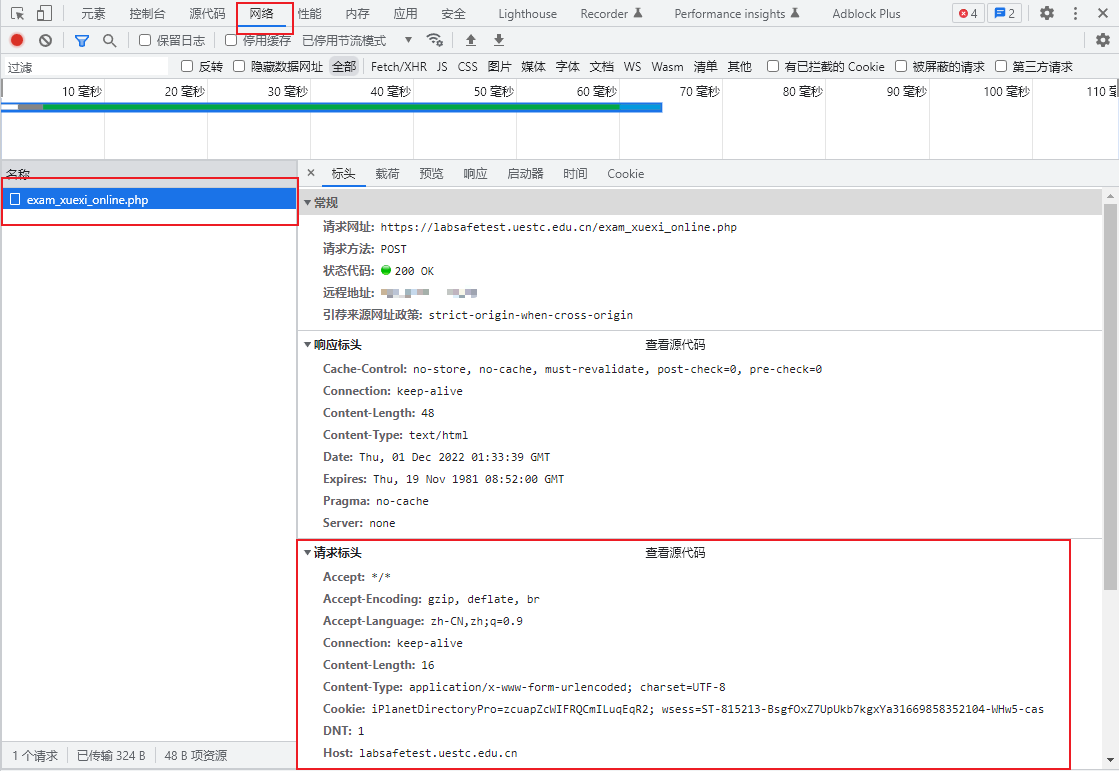 元素 控制台 源代码 网络 性能 内存 应用 安全 Lighthouse Recorder Performance insights Adblock Plus 4 2
保留日志 停用缓存 已停用节流模式
过滤 反转 隐藏数据网址 全部 Fetch/XHR JS CSS 图片 媒体 字体 文档 WS Wasm 清单 其他 有已拦截的 Cookie 被屏蔽的请求 第三方请求
10 毫秒 20 毫秒 30 毫秒 40 毫秒 50 毫秒 60 毫秒 70 毫秒 80 毫秒 90 毫秒 100 毫秒 110
名称 标头 载荷 预览 响应 启动器 时间 Cookie
exam_xuexi_online.php
常规
请求网址: https://labsafetest.uestc.edu.cn/exam_xuexi_online.php
请求方法: POST
状态代码: 200 OK
远程地址:
引荐来源网址政策: strict-origin-when-cross-origin
响应标头 查看源代码
Cache-Control: no-store, no-cache, must-revalidate, post-check=0, pre-check=0
Connection: keep-alive
Content-Length: 48
Content-Type: text/html
Date: Thu, 01 Dec 2022 01:33:39 GMT
Expires: Thu, 19 Nov 1981 08:52:00 GMT
Pragma: no-cache
Server: none
请求标头 查看源代码
Accept: */*
Accept-Encoding: gzip, deflate, br
Accept-Language: zh-CN,zh;q=0.9
Connection: keep-alive
Content-Length: 16
Content-Type: application/x-www-form-urlencoded; charset=UTF-8
Cookie: iPlanetDirectoryPro=zcuapZcWIFRQCmILuqEqR2; wsess=ST-815213-BsgfOxZ7UpUkb7kgxYa31669858352104-WHw5-cas
DNT: 1
Host: labsafetest.uestc.edu.cn
1 个请求 已传输 324 B 48 B 项资源